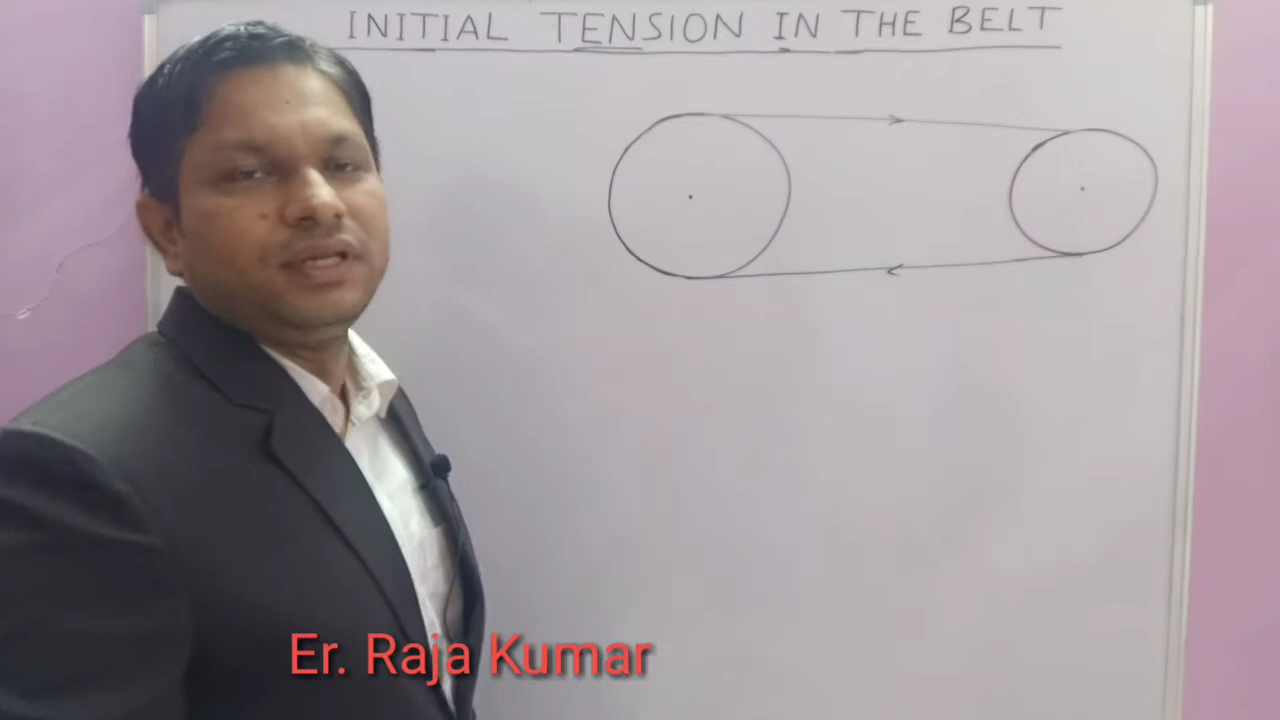 INITIAL TENSION IN THE BELT
Er. Raja Kumar